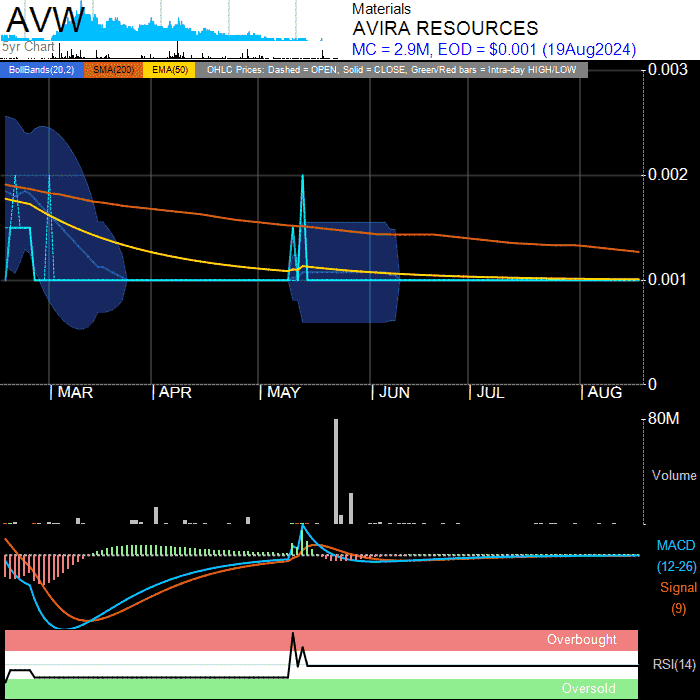 AVW
5yr Chart
Materials
AVIRA RESOURCES
MC = 2.9M, EOD = $0.001 (19Aug2024)
BollBands(20,2) SMA(200) EMA(50) OHLC Prices: Dashed = OPEN, Solid = CLOSE, Green/Red bars = Intra-day HIGH/LOW
0.003
0.002
0.001
0
MAR APR MAY JUN JUL AUG
80M
Volume
MACD
(12-26)
Signal
(9)
Overbought
RSI(14)
Oversold